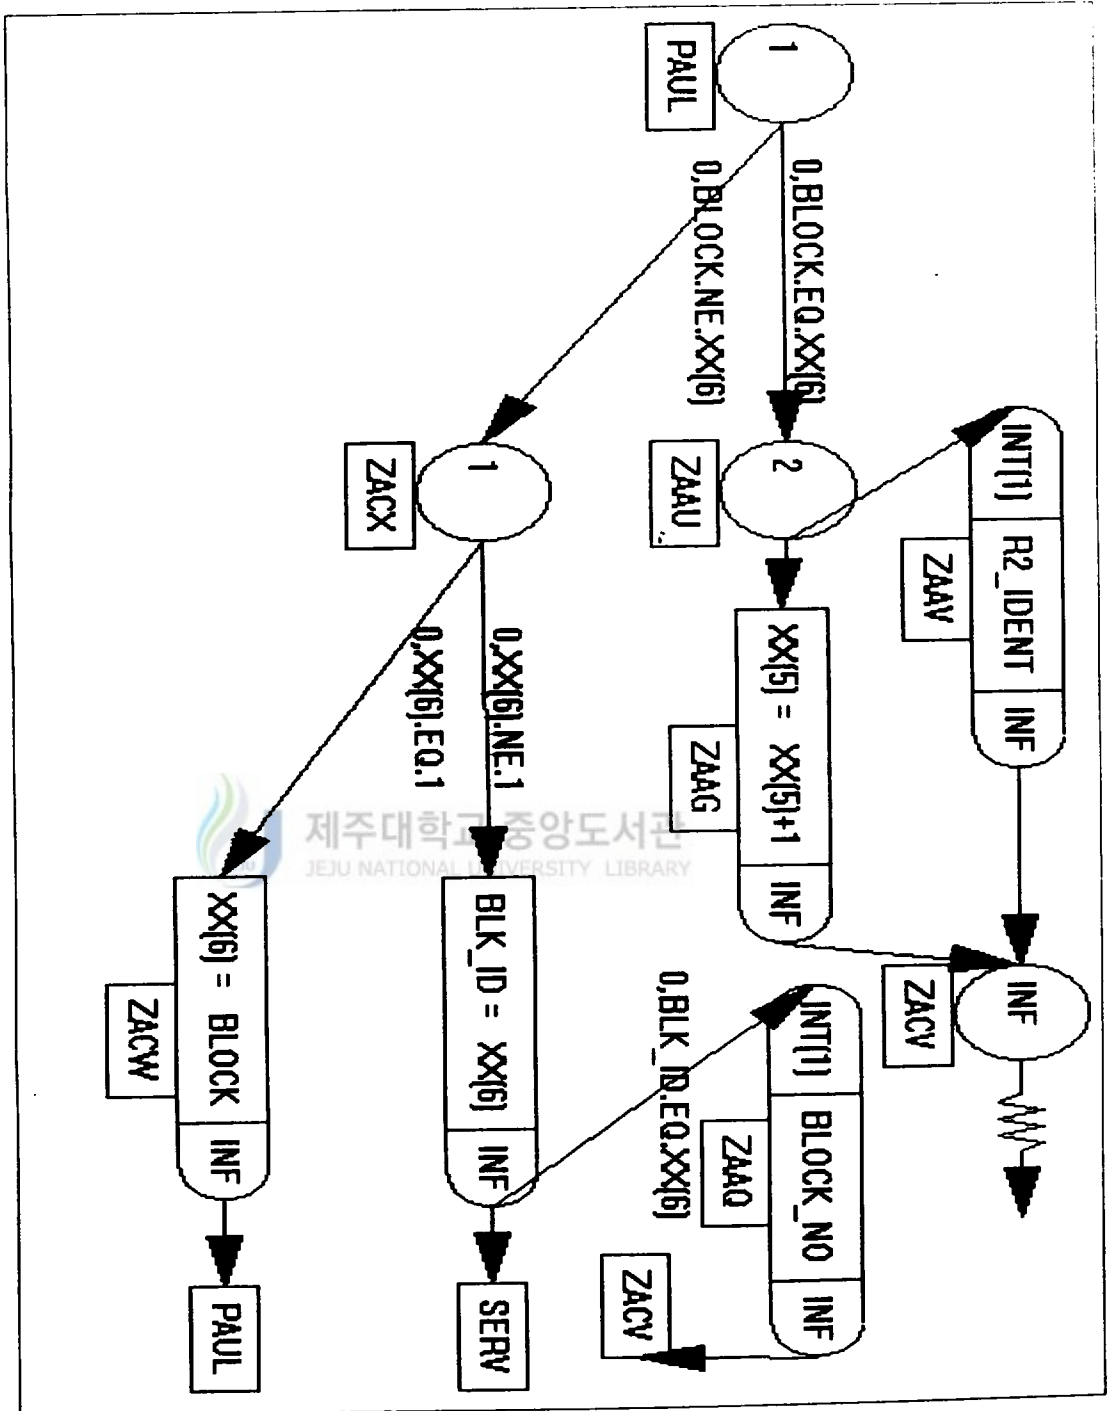 1
PAUL
0,BLOCK.EQ.XX(6)
0,BLOCK.NE.XX(6)
INT(1)
R2_IDENT
INF
ZAAV
2
ZAAU
XX(5) = XX(5)+1
INF
ZAAG
INF
ZACV
1
ZACX
0,XX(6).NE.1
0,XX(6).EQ.1
INT(1)
BLOCK_NO
INF
ZAAQ
0,BLK_ID.EQ.XX(6)
ZACV
BLK_ID = XX(6)
INF
SERV
XX(6) = BLOCK
INF
ZACW
PAUL
제주대학교 중앙도서관
JEJU NATIONAL UNIVERSITY LIBRARY